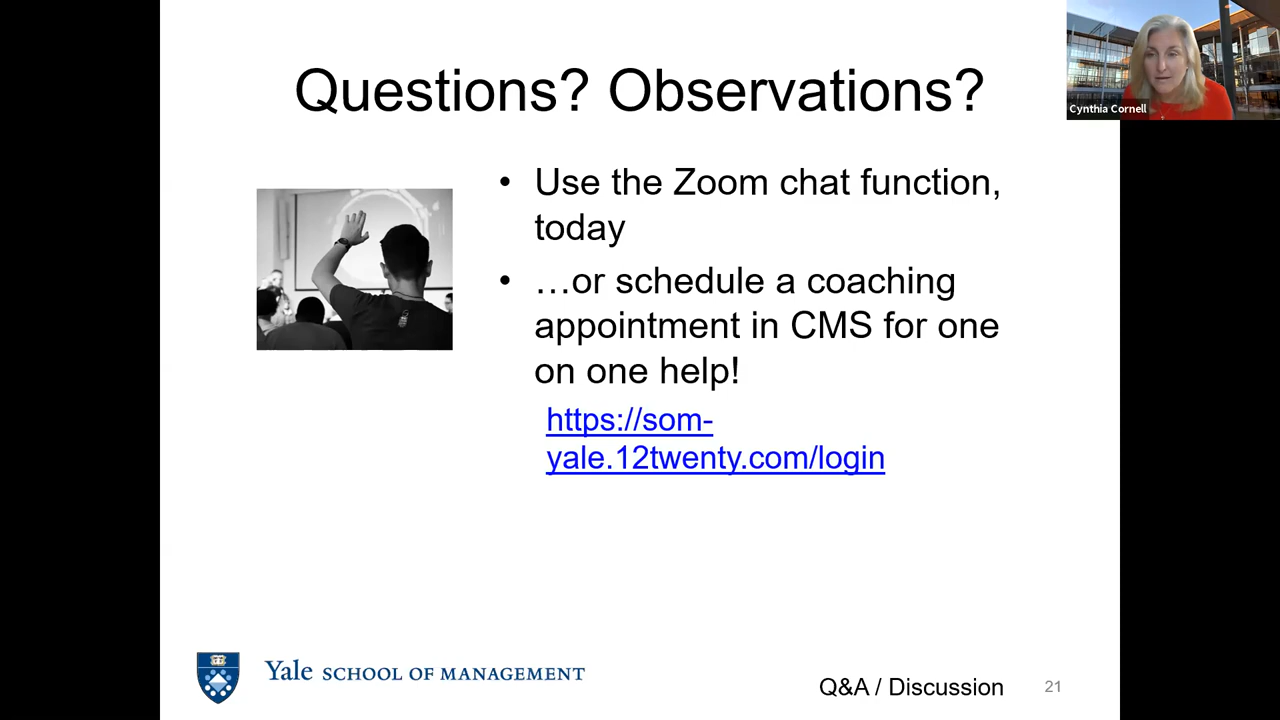 Questions? Observations?
Cynthia Cornell
• Use the Zoom chat function,
today
• …or schedule a coaching
appointment in CMS for one
on one help!
https://som-
yale.12twenty.com/login
Yale SCHOOL OF MANAGEMENT
Q&A / Discussion
21